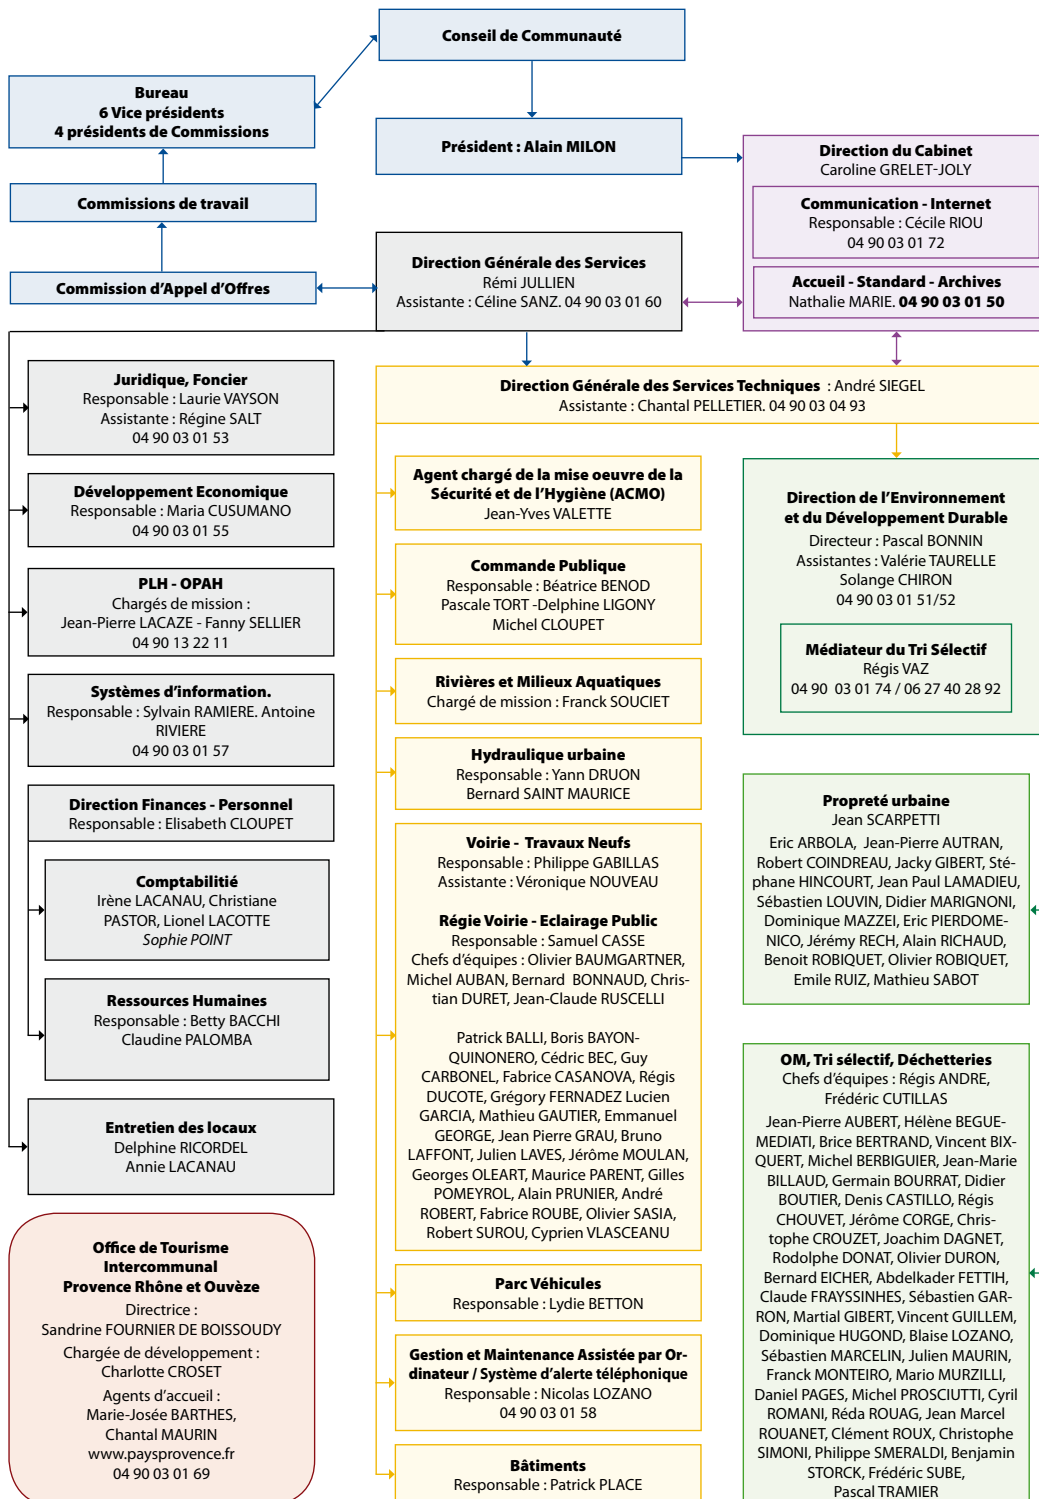 Conseil de Communauté
Bureau
6 Vice présidents
4 présidents de Commissions
Président : Alain MILON
Commissions de travail
Commission d'Appel d'Offres
Direction du Cabinet
Caroline GRELET-JOLY
Communication - Internet
Responsable : Cécile RIOU
04 90 03 01 72
Accueil - Standard - Archives
Nathalie MARIE. 04 90 03 01 50
Direction Générale des Services
Rémi JULLIEN
Assistante : Céline SANZ. 04 90 03 01 60
Juridique, Foncier
Responsable : Laurie VAYSON
Assistante : Régine SALT
04 90 03 01 53
Développement Economique
Responsable : Maria CUSUMANO
04 90 03 01 55
PLH - OPAH
Chargés de mission :
Jean-Pierre LACAZE - Fanny SELLIER
04 90 13 22 11
Systèmes d'information.
Responsable : Sylvain RAMIERE. Antoine
RIVIERE
04 90 03 01 57
Direction Finances - Personnel
Responsable : Elisabeth CLOUPET
Comptabilitié
Irène LACANAU, Christiane
PASTOR, Lionel LACOTTE
Sophie POINT
Ressources Humaines
Responsable : Betty BACCHI
Claudine PALOMBA
Entretien des locaux
Delphine RICORDEL
Annie LACANAU
Office de Tourisme
Intercommunal
Provence Rhône et Ouvèze
Directrice :
Sandrine FOURNIER DE BOISSOUDY
Chargée de développement :
Charlotte CROSET
Agents d'accueil :
Marie-Josée BARTHES,
Chantal MAURIN
www.paysprovence.fr
04 90 03 01 69
Direction Générale des Services Techniques : André SIEGEL
Assistante : Chantal PELLETIER. 04 90 03 04 93
Agent chargé de la mise oeuvre de la
Sécurité et de l'Hygiène (ACMO)
Jean-Yves VALETTE
Commande Publique
Responsable : Béatrice BENOD
Pascale TORT -Delphine LIGONY
Michel CLOUPET
Rivières et Milieux Aquatiques
Chargé de mission : Franck SOUCIET
Hydraulique urbaine
Responsable : Yann DRUON
Bernard SAINT MAURICE
Voirie - Travaux Neufs
Responsable : Philippe GABILLAS
Assistante : Véronique NOUVEAU
Régie Voirie - Eclairage Public
Responsable : Samuel CASSE
Chefs d'équipes : Olivier BAUMGARTNER,
Michel AUBAN, Bernard BONNAUD, Chris-
tian DURET, Jean-Claude RUSCELLI
Patrick BALLI, Boris BAYON-
QUINONERO, Cédric BEC, Guy
CARBONEL, Fabrice CASANOVA, Régis
DUCOTE, Grégory FERNADEZ Lucien
GARCIA, Mathieu GAUTIER, Emmanuel
GEORGE, Jean Pierre GRAU, Bruno
LAFFONT, Julien LAVES, Jérôme MOULAN,
Georges OLEART, Maurice PARENT, Gilles
POMEYROL, Alain PRUNIER, André
ROBERT, Fabrice ROUBE, Olivier SASIA,
Robert SUROU, Cyprien VLASCEANU
Parc Véhicules
Responsable : Lydie BETTON
Gestion et Maintenance Assistée par Or-
dinateur / Système d'alerte téléphonique
Responsable : Nicolas LOZANO
04 90 03 01 58
Bâtiments
Responsable : Patrick PLACE
Direction de l'Environnement
et du Développement Durable
Directeur : Pascal BONNIN
Assistantes : Valérie TAURELLE
Solange CHIRON
04 90 03 01 51/52
Médiateur du Tri Sélectif
Régis VAZ
04 90 03 01 74 / 06 27 40 28 92
Propreté urbaine
Jean SCARPETTI
Eric ARBOLA, Jean-Pierre AUTRAN,
Robert COINDREAU, Jacky GIBERT, Sté-
phane HINCOURT, Jean Paul LAMADIEU,
Sébastien LOUVIN, Didier MARIGNONI,
Dominique MAZZEI, Eric PIERDOME-
NICO, Jérémy RECH, Alain RICHAUD,
Benoit ROBIQUET, Olivier ROBIQUET,
Emile RUIZ, Mathieu SABOT
OM, Tri sélectif, Déchetteries
Chefs d'équipes : Régis ANDRE,
Frédéric CUTILLAS
Jean-Pierre AUBERT, Hélène BEGUE-
MEDIATI, Brice BERTRAND, Vincent BIX-
QUERT, Michel BERBIGUIER, Jean-Marie
BILLAUD, Germain BOURRAT, Didier
BOUTIER, Denis CASTILLO, Régis
CHOUVET, Jérôme CORGE, Chris-
tophe CROUZET, Joachim DAGNET,
Rodolphe DONAT, Olivier DURON,
Bernard EICHER, Abdelkader FETTIH,
Claude FRAYSSINHES, Sébastien GAR-
RON, Martial GIBERT, Vincent GUILLEM,
Dominique HUGOND, Blaise LOZANO,
Sébastien MARCELIN, Julien MAURIN,
Franck MONTEIRO, Mario MURZILLI,
Daniel PAGES, Michel PROSCIUTTI, Cyril
ROMANI, Réda ROUAG, Jean Marcel
ROUANET, Clément ROUX, Christophe
SIMONI, Philippe SMERALDI, Benjamin
STORCK, Frédéric SUBE,
Pascal TRAMIER